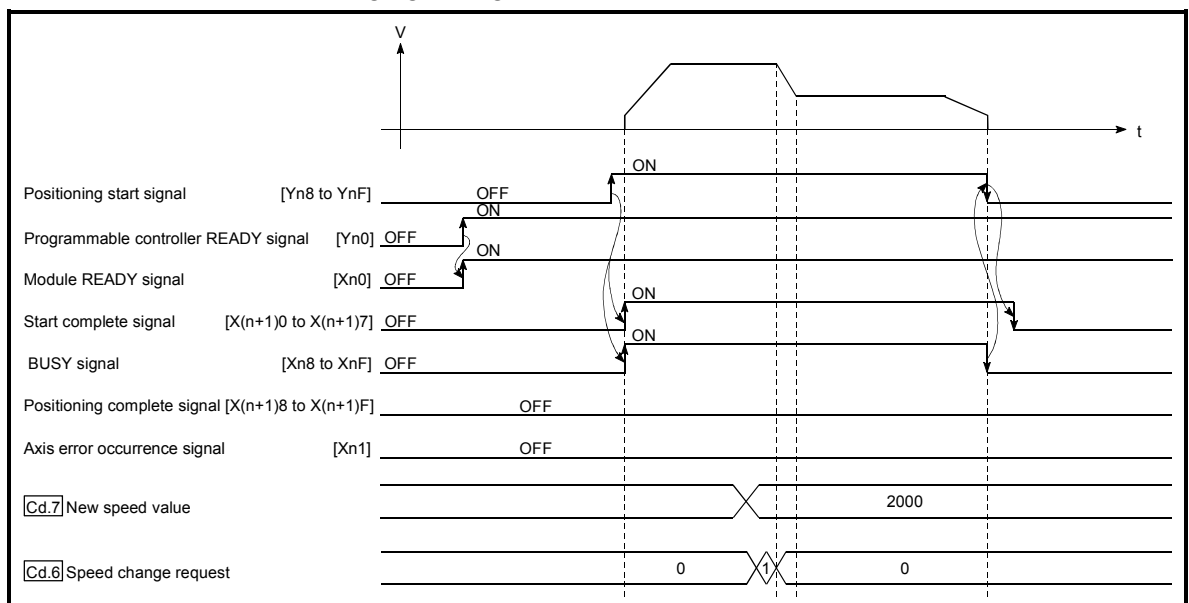 V
t
ON
Positioning start signal [Yn8 to YnF] OFF
ON
Programmable controller READY signal [Yn0] OFF
ON
Module READY signal [Xn0] OFF
ON
Start complete signal [X(n+1)0 to X(n+1)7] OFF
ON
BUSY signal [Xn8 to XnF] OFF
Positioning complete signal [X(n+1)8 to X(n+1)F] OFF
Axis error occurrence signal [Xn1] OFF
Cd.7 New speed value 2000
Cd.6 Speed change request 0 1 0